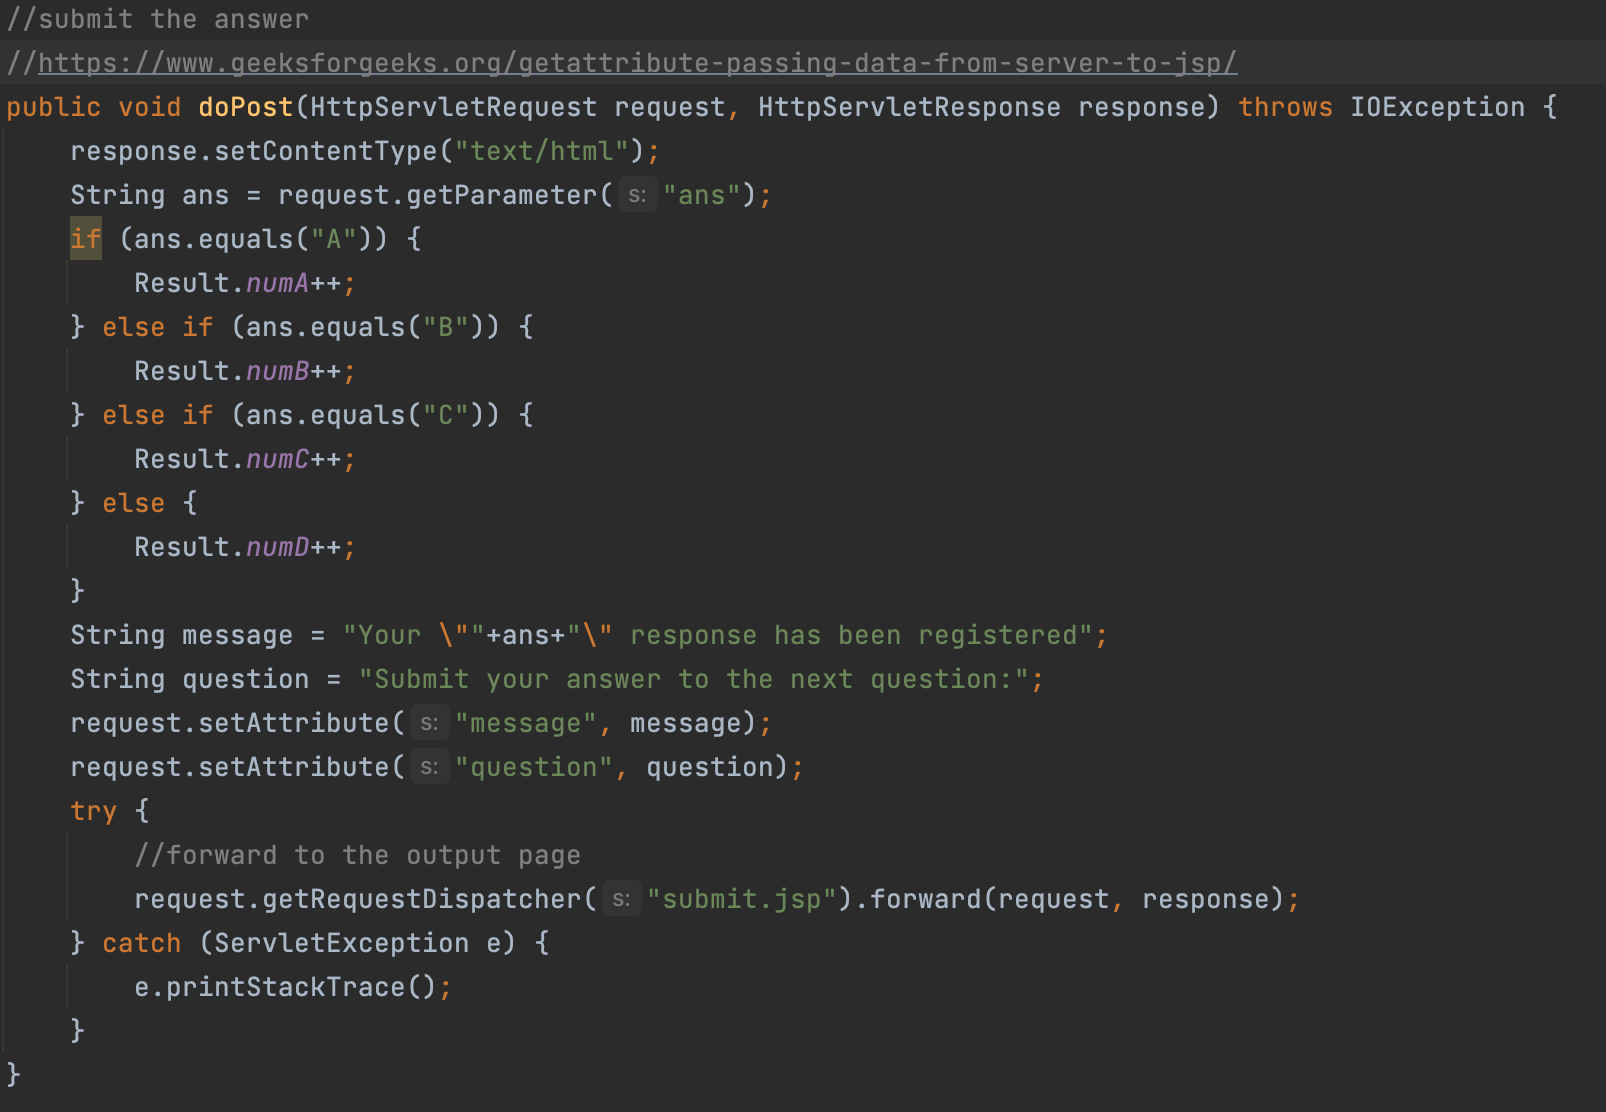 //submit the answer
//https://www.geeksforgeeks.org/getattribute-passing-data-from-server-to-jsp/
public void doPost(HttpServletRequest request, HttpServletResponse response) throws IOException {
    response.setContentType("text/html");
    String ans = request.getParameter( s: "ans");
    if (ans.equals("A")) {
        Result.numA++;
    } else if (ans.equals("B")) {
        Result.numB++;
    } else if (ans.equals("C")) {
        Result.numC++;
    } else {
        Result.numD++;
    }
    String message = "Your \""+ans+"\" response has been registered";
    String question = "Submit your answer to the next question:";
    request.setAttribute( s: "message", message);
    request.setAttribute( s: "question", question);
    try {
        //forward to the output page
        request.getRequestDispatcher( s: "submit.jsp").forward(request, response);
    } catch (ServletException e) {
        e.printStackTrace();
    }
}